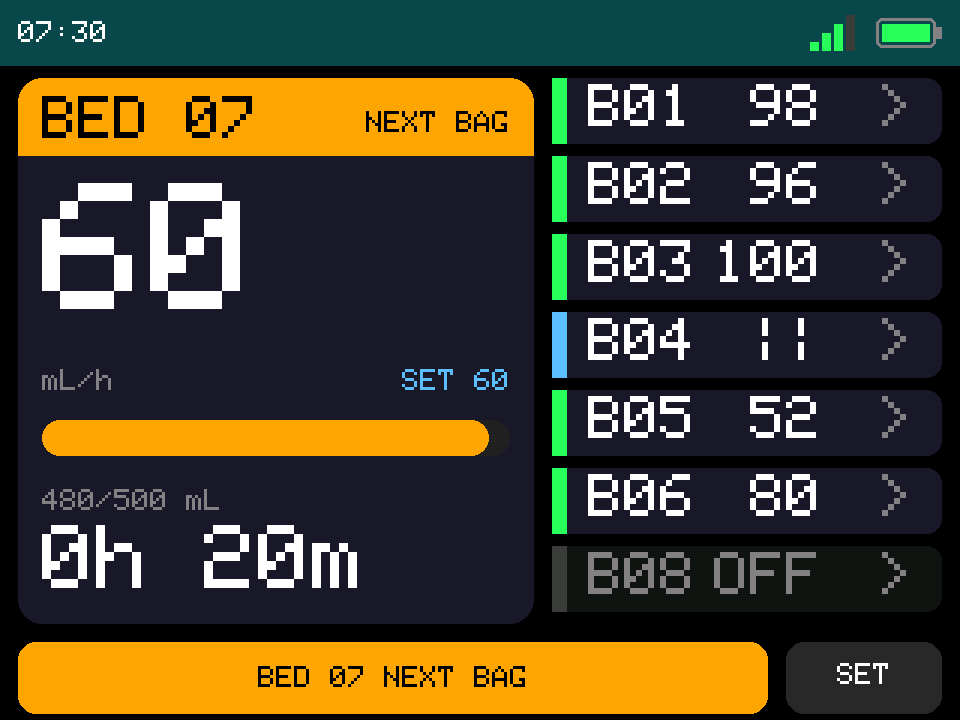 07:30
BED 07 NEXT BAG
60
mL/h SET 60
480/500 mL
0h 20m
B01 98 >
B02 96 >
B03 100 >
B04 ¦¦ >
B05 52 >
B06 80 >
B08 OFF >
BED 07 NEXT BAG
SET